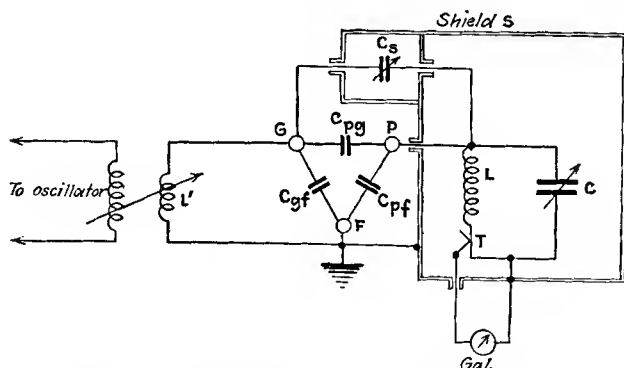 Shield S
Cs
G
Cpg
P
To oscillator
L'
Cgf
Cpf
F
L
C
T
Gal.